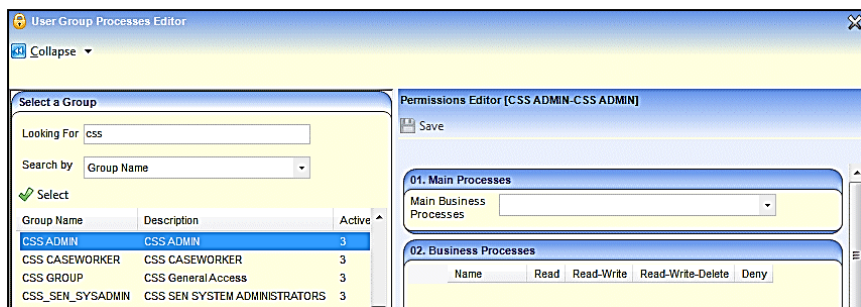 User Group Processes Editor
Collapse
Select a Group
Looking For css
Search by Group Name
Select
Group Name Description Active
CSS ADMIN CSS ADMIN 3
CSS CASEWORKER CSS CASEWORKER 3
CSS GROUP CSS General Access 3
CSS_SEN_SYSADMIN CSS SEN SYSTEM ADMINISTRATORS 3
Permissions Editor [CSS ADMIN-CSS ADMIN]
Save
01. Main Processes
Main Business
Processes
02. Business Processes
Name Read Read-Write Read-Write-Delete Deny